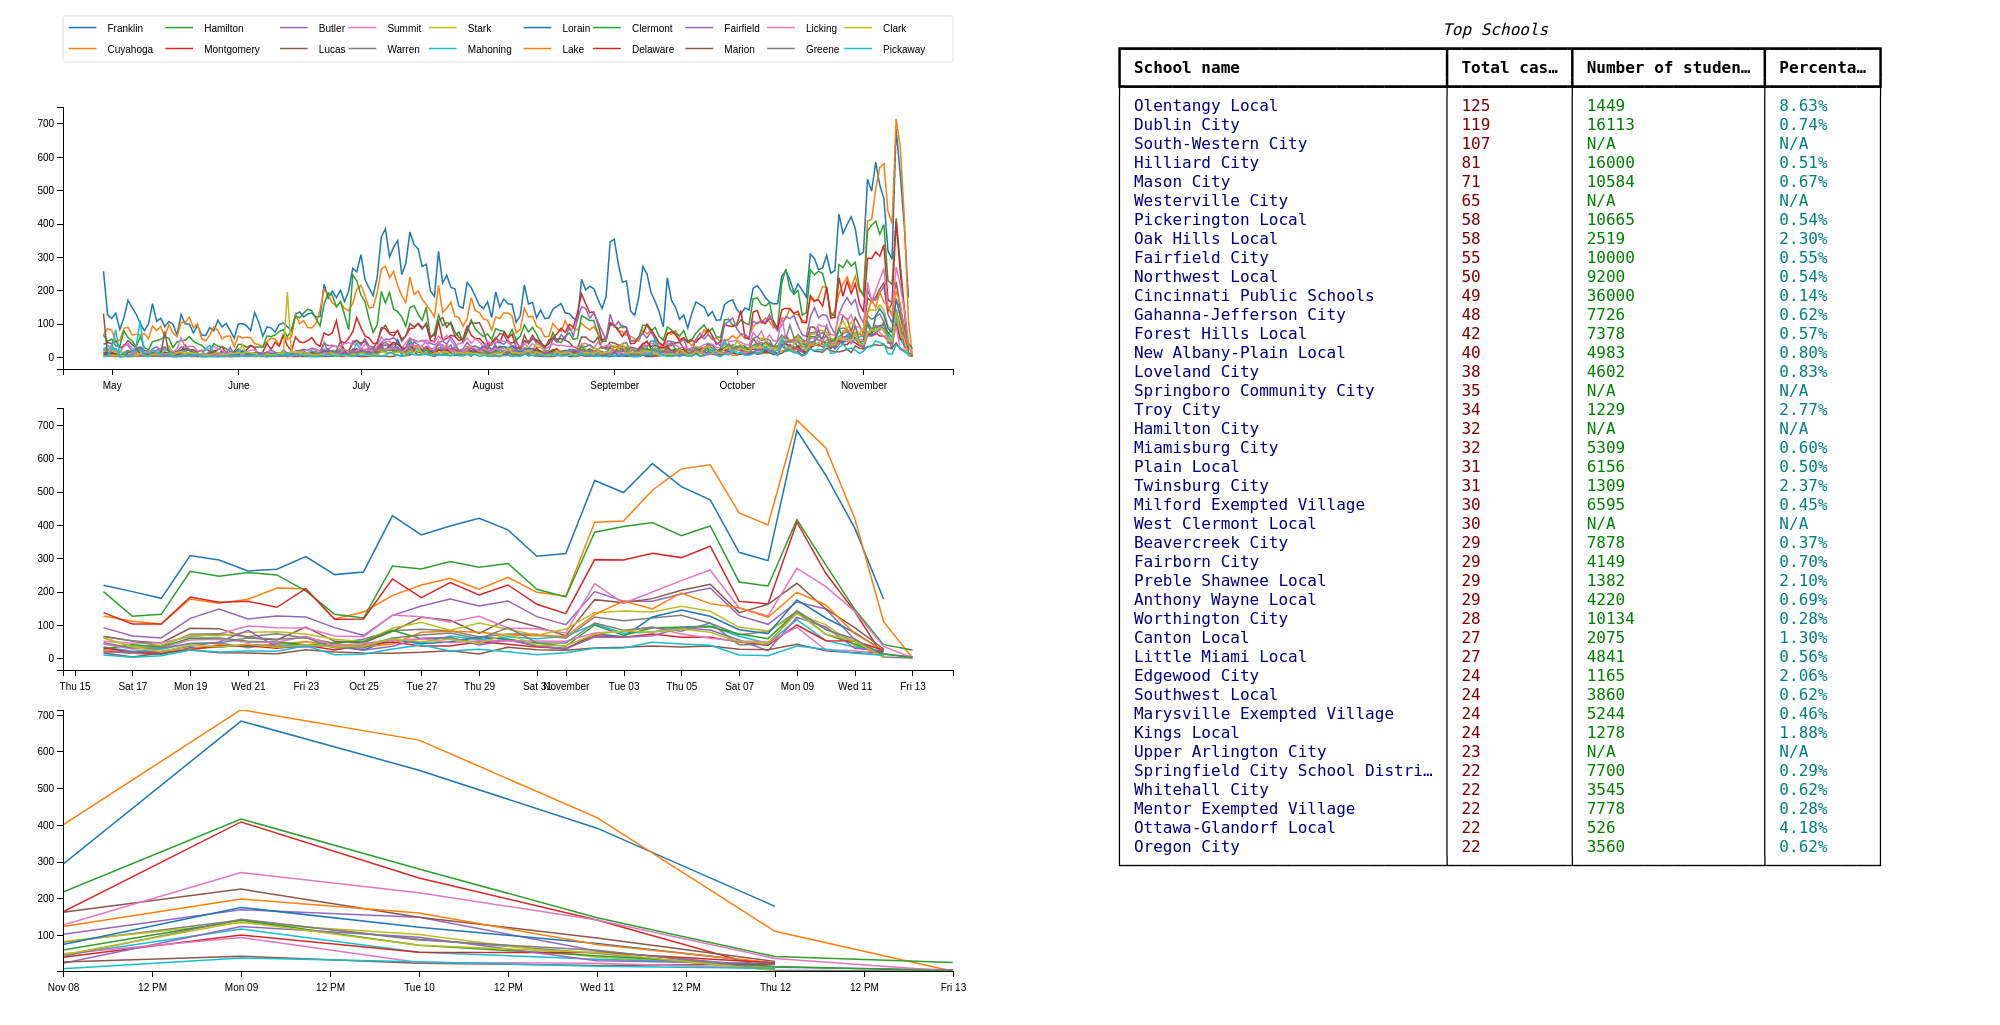 Franklin Hamilton Butler Summit Stark Lorain Clermont Fairfield Licking Clark
Cuyahoga Montgomery Lucas Warren Mahoning Lake Delaware Marion Greene Pickaway
700
600
500
400
300
200
100
0
May June July August September October November
700
600
500
400
300
200
100
0
Thu 15 Sat 17 Mon 19 Wed 21 Fri 23 Oct 25 Tue 27 Thu 29 Sat 31 November Tue 03 Thu 05 Sat 07 Mon 09 Wed 11 Fri 13
700
600
500
400
300
200
100
Nov 08 12 PM Mon 09 12 PM Tue 10 12 PM Wed 11 12 PM Thu 12 12 PM Fri 13
Top Schools
School name Total cas… Number of studen… Percenta…
Olentangy Local 125 1449 8.63%
Dublin City 119 16113 0.74%
South-Western City 107 N/A N/A
Hilliard City 81 16000 0.51%
Mason City 71 10584 0.67%
Westerville City 65 N/A N/A
Pickerington Local 58 10665 0.54%
Oak Hills Local 58 2519 2.30%
Fairfield City 55 10000 0.55%
Northwest Local 50 9200 0.54%
Cincinnati Public Schools 49 36000 0.14%
Gahanna-Jefferson City 48 7726 0.62%
Forest Hills Local 42 7378 0.57%
New Albany-Plain Local 40 4983 0.80%
Loveland City 38 4602 0.83%
Springboro Community City 35 N/A N/A
Troy City 34 1229 2.77%
Hamilton City 32 N/A N/A
Miamisburg City 32 5309 0.60%
Plain Local 31 6156 0.50%
Twinsburg City 31 1309 2.37%
Milford Exempted Village 30 6595 0.45%
West Clermont Local 30 N/A N/A
Beavercreek City 29 7878 0.37%
Fairborn City 29 4149 0.70%
Preble Shawnee Local 29 1382 2.10%
Anthony Wayne Local 29 4220 0.69%
Worthington City 28 10134 0.28%
Canton Local 27 2075 1.30%
Little Miami Local 27 4841 0.56%
Edgewood City 24 1165 2.06%
Southwest Local 24 3860 0.62%
Marysville Exempted Village 24 5244 0.46%
Kings Local 24 1278 1.88%
Upper Arlington City 23 N/A N/A
Springfield City School Distri… 22 7700 0.29%
Whitehall City 22 3545 0.62%
Mentor Exempted Village 22 7778 0.28%
Ottawa-Glandorf Local 22 526 4.18%
Oregon City 22 3560 0.62%